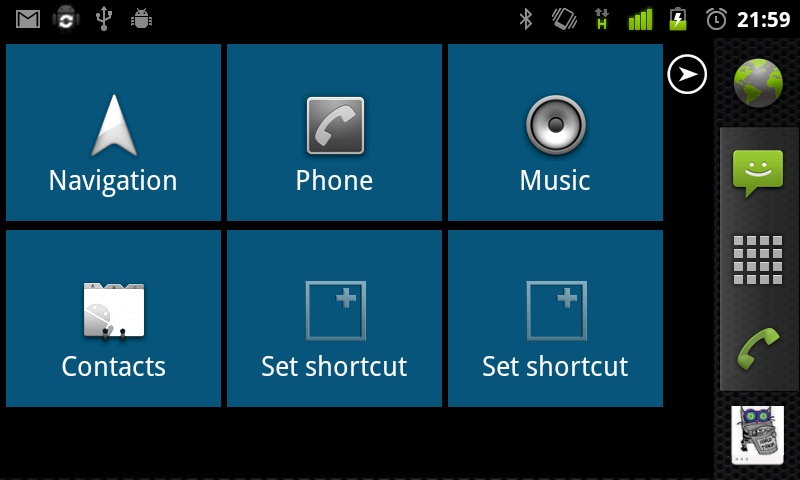 H
21:59
Navigation
Phone
Music
Contacts
Set shortcut
Set shortcut